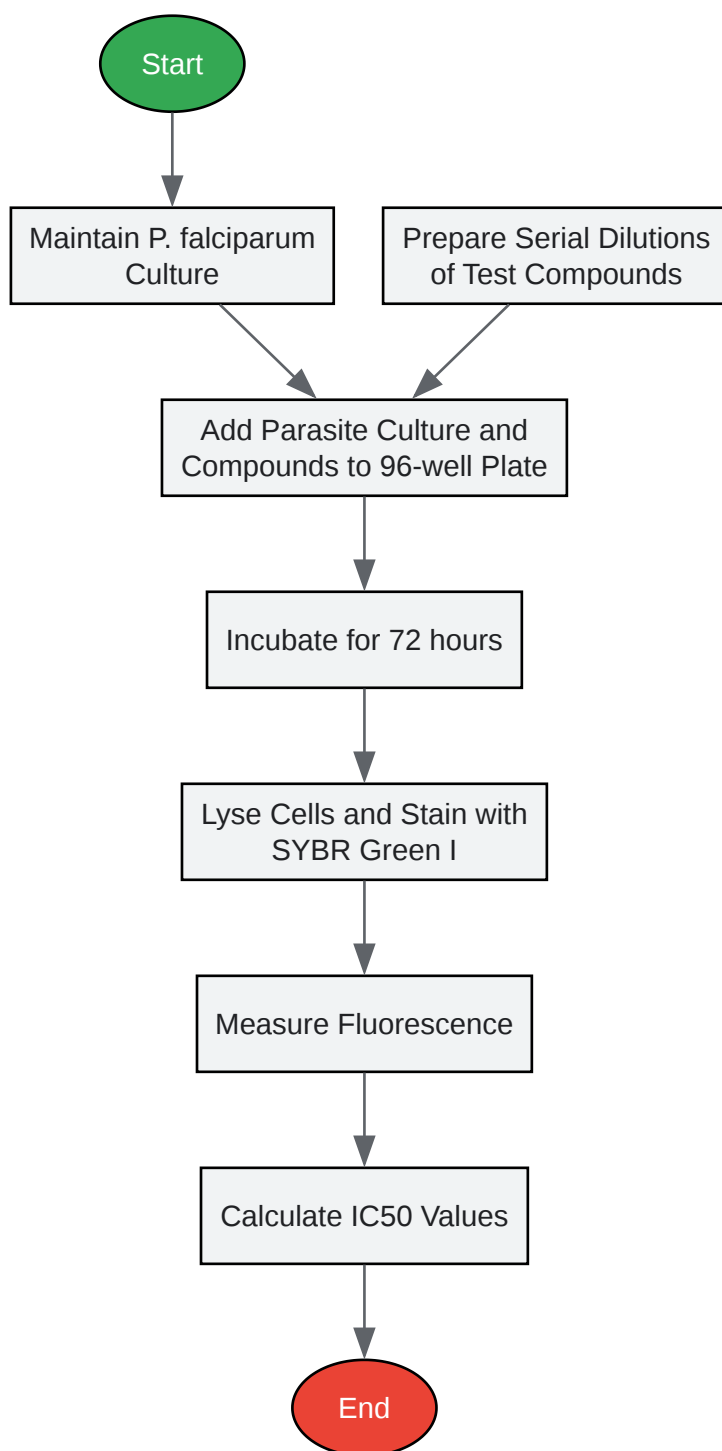 Start
Maintain P. falciparum
Culture
Prepare Serial Dilutions
of Test Compounds
Add Parasite Culture and
Compounds to 96-well Plate
Incubate for 72 hours
Lyse Cells and Stain with
SYBR Green I
Measure Fluorescence
Calculate IC50 Values
End